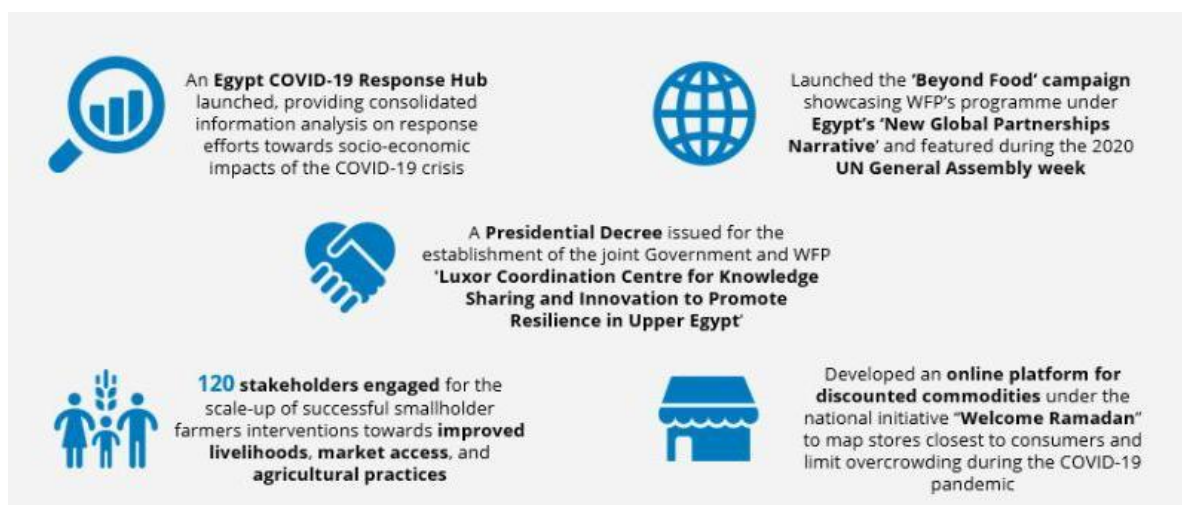 An Egypt COVID-19 Response Hub
launched, providing consolidated
information analysis on response
efforts towards socio-economic
impacts of the COVID-19 crisis
Launched the ‘Beyond Food’ campaign
showcasing WFP’s programme under
Egypt’s ‘New Global Partnerships
Narrative’ and featured during the 2020
UN General Assembly week
A Presidential Decree issued for the
establishment of the joint Government and WFP
‘Luxor Coordination Centre for Knowledge
Sharing and Innovation to Promote
Resilience in Upper Egypt’
120 stakeholders engaged for the
scale-up of successful smallholder
farmers interventions towards improved
livelihoods, market access, and
agricultural practices
Developed an online platform for
discounted commodities under the
national initiative “Welcome Ramadan”
to map stores closest to consumers and
limit overcrowding during the COVID-19
pandemic